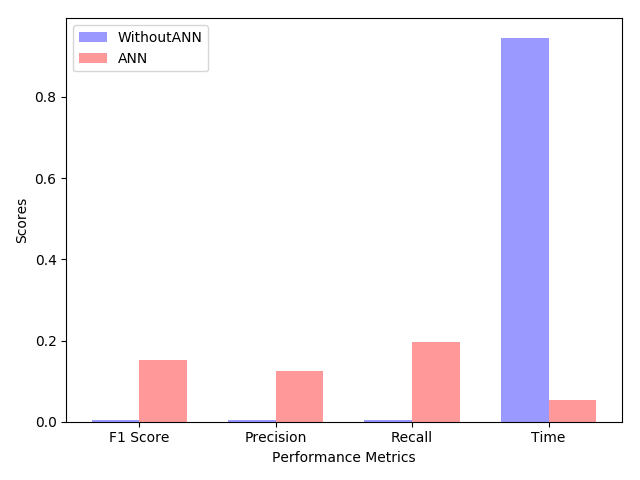 WithoutANN
ANN
0.8
0.6
0.4
0.2
0.0
Scores
F1 Score Precision Recall Time
Performance Metrics